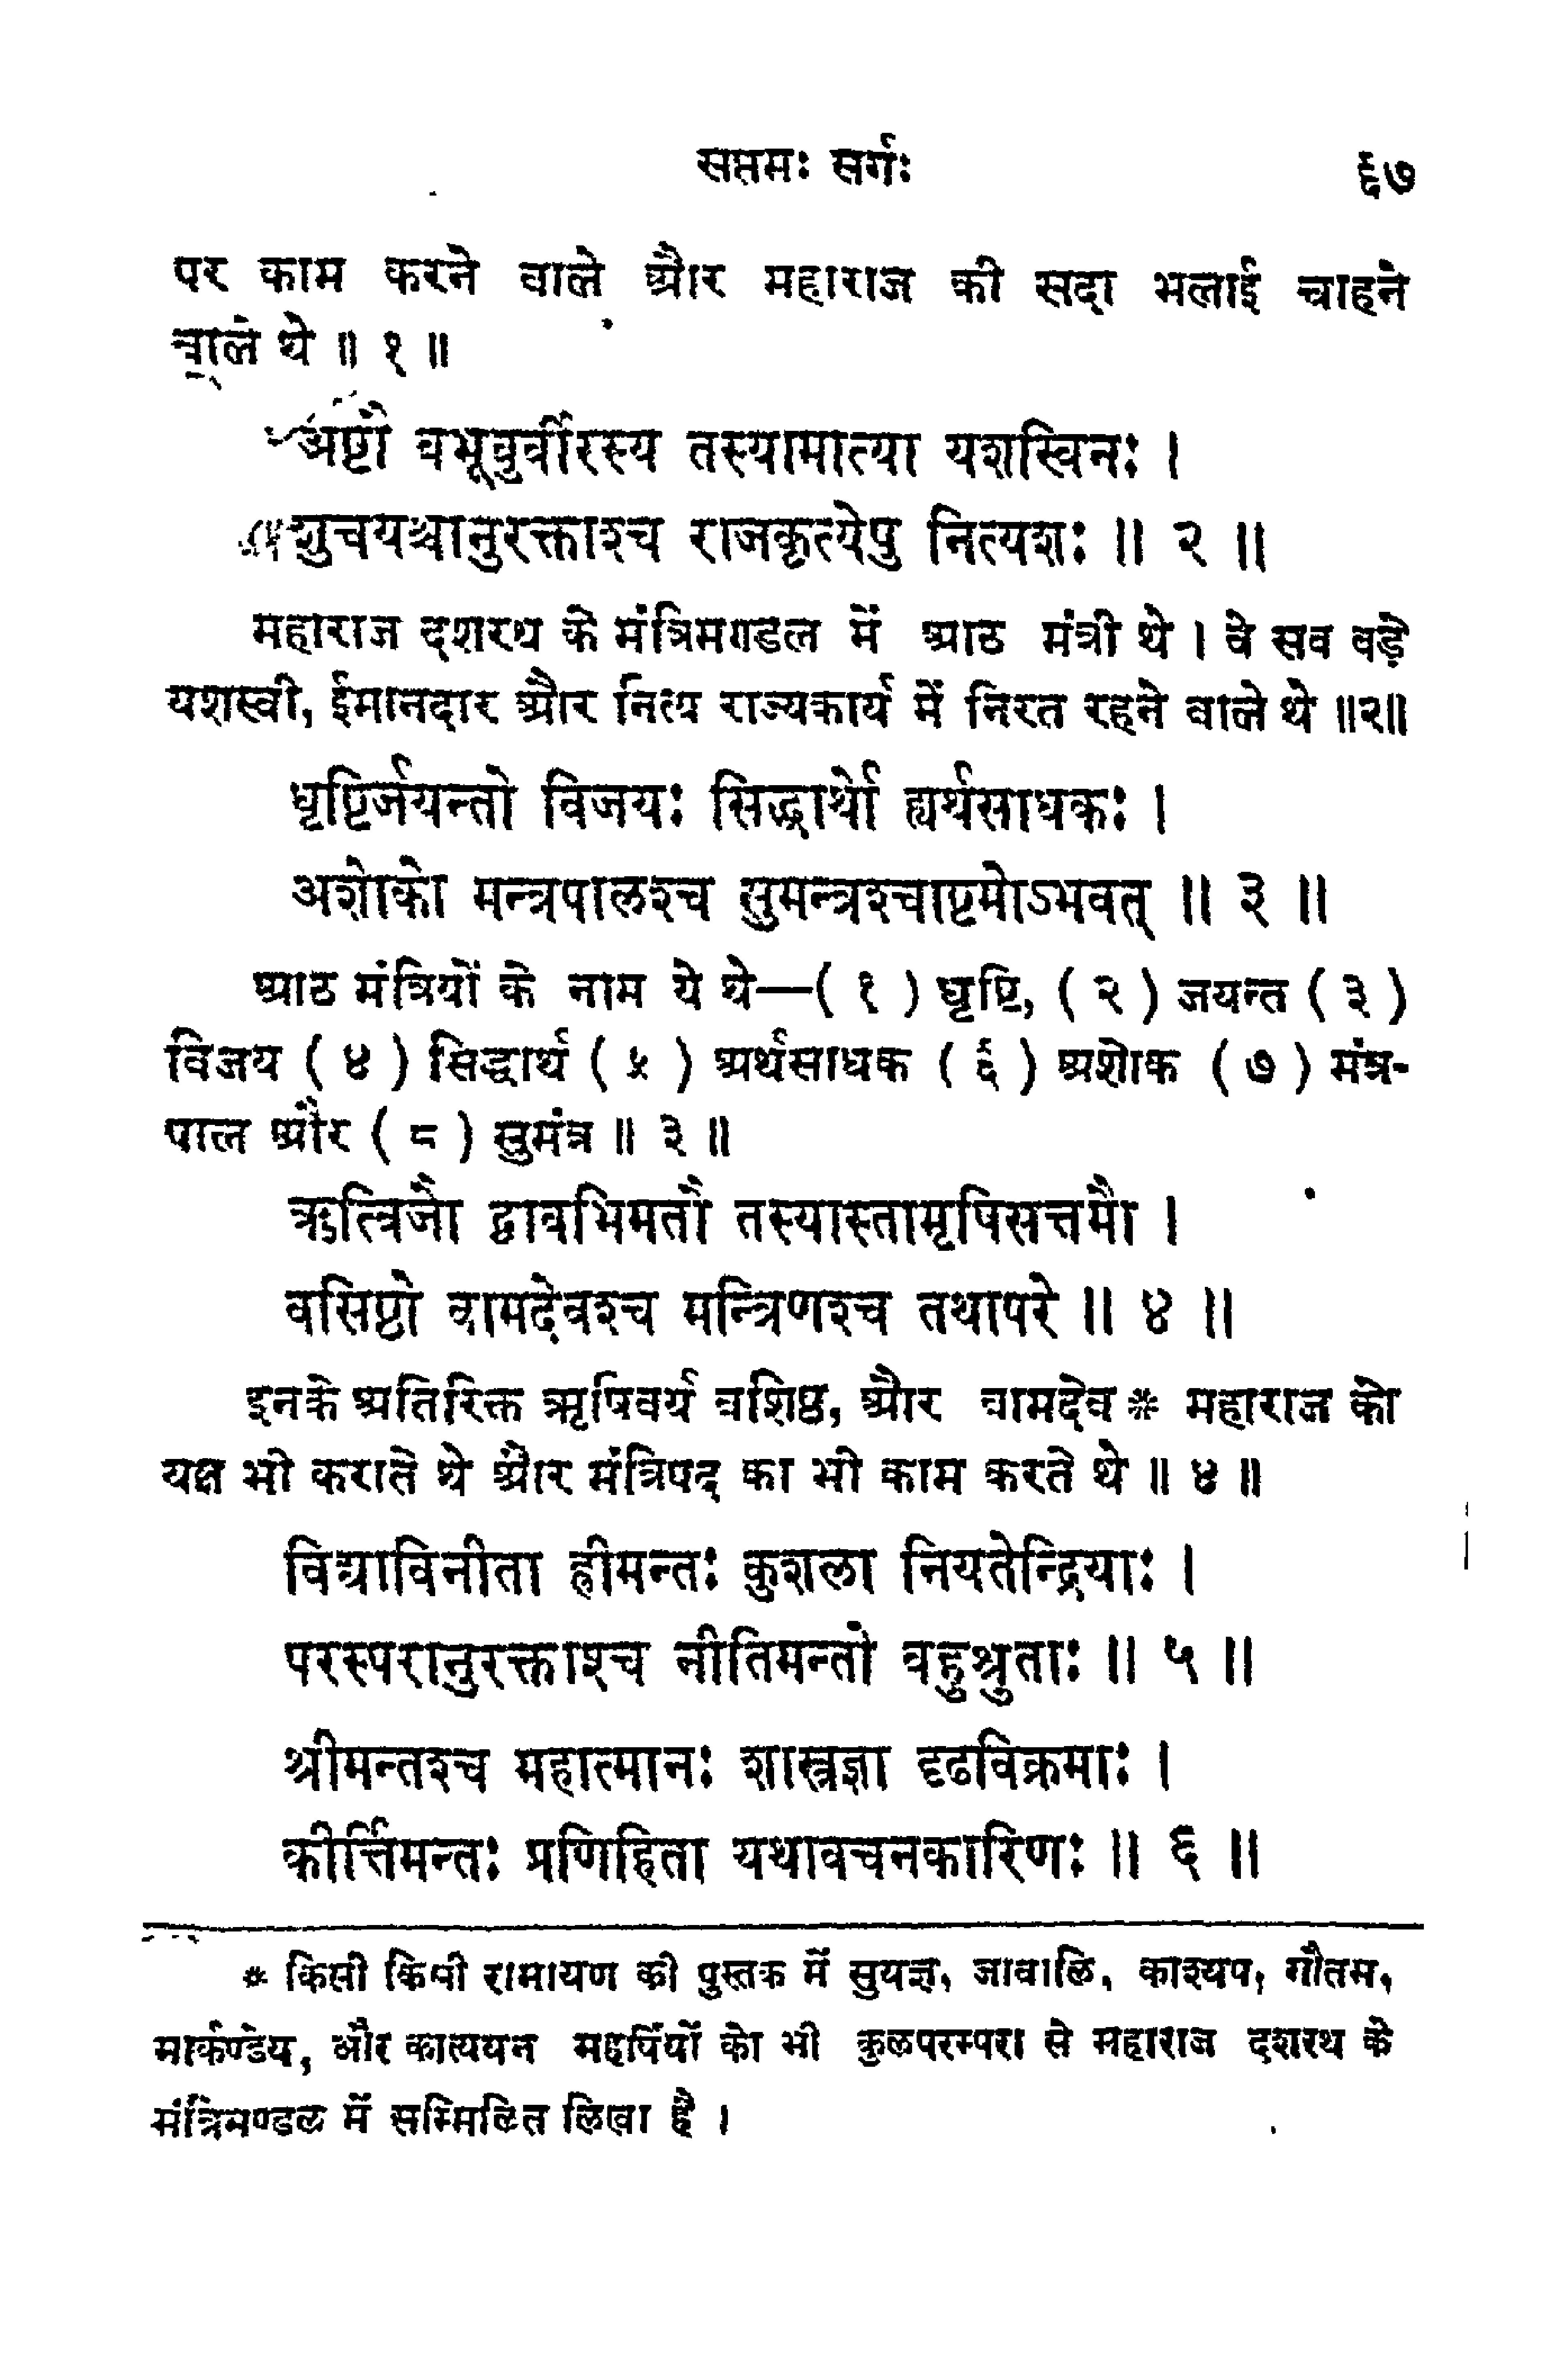 सप्तमः सर्गः ६७
पर काम करने वाले और महाराज की सदा भलाई चाहने
वाले थे ॥ १ ॥
अष्टौ बभूवुर्वीरस्य तस्यामात्या यशस्विनः ।
शुचयश्चानुरक्ताश्च राजकृत्येषु नित्यशः ॥ २ ॥
महाराज दशरथ के मंत्रिमण्डल में आठ मंत्री थे । वे सब बड़े
यशस्वी, ईमानदार और नित्य राज्यकार्य में निरत रहने वाले थे ॥२॥
धृष्टिर्जयन्तो विजयः सिद्धार्थो ह्यर्थसाधकः ।
अशोको मन्त्रपालश्च सुमन्त्रश्चाष्टमोऽभवत् ॥ ३ ॥
आठ मंत्रियों के नाम ये थे—( १ ) धृष्टि, ( २ ) जयन्त ( ३ )
विजय ( ४ ) सिद्धार्थ ( ५ ) अर्थसाधक ( ६ ) अशोक ( ७ ) मंत्र-
पाल और ( ८ ) सुमंत्र ॥ ३ ॥
ऋत्विजौ द्वावभिमतौ तस्यास्तामृषिसत्तमौ ।
वसिष्ठो वामदेवश्च मन्त्रिणश्च तथापरे ॥ ४ ॥
इनके अतिरिक्त ऋषिवर्य वशिष्ठ, और वामदेव * महाराज को
यज्ञ भी कराते थे और मंत्रिपद का भी काम करते थे ॥ ४ ॥
विद्याविनीता ह्रीमन्तः कुशला नियतेन्द्रियाः ।
परस्परानुरक्ताश्च नीतिमन्तो बहुश्रुताः ॥ ५ ॥
श्रीमन्तश्च महात्मानः शास्त्रज्ञा दृढविक्रमाः ।
कीर्त्तिमन्तः प्रणिहिता यथावचनकारिणः ॥ ६ ॥
* किसी किसी रामायण की पुस्तक में सुयज्ञ, जाबालि, काश्यप, गौतम,
मार्कण्डेय, और कात्ययन महर्षियों को भी कुलपरम्परा से महाराज दशरथ के
मंत्रिमण्डल में सम्मिलित लिखा है ।